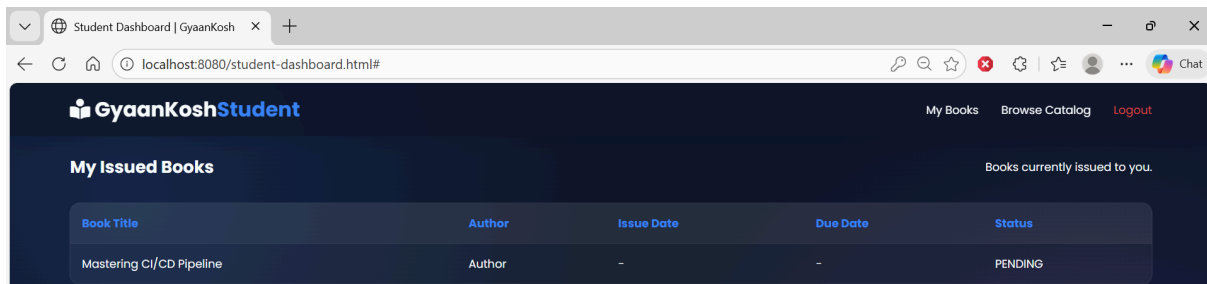 Student Dashboard | GyaanKosh
localhost:8080/student-dashboard.html#
Chat
GyaanKoshStudent
My Books Browse Catalog Logout
My Issued Books
Books currently issued to you.
Book Title Author Issue Date Due Date Status
Mastering CI/CD Pipeline Author - - PENDING